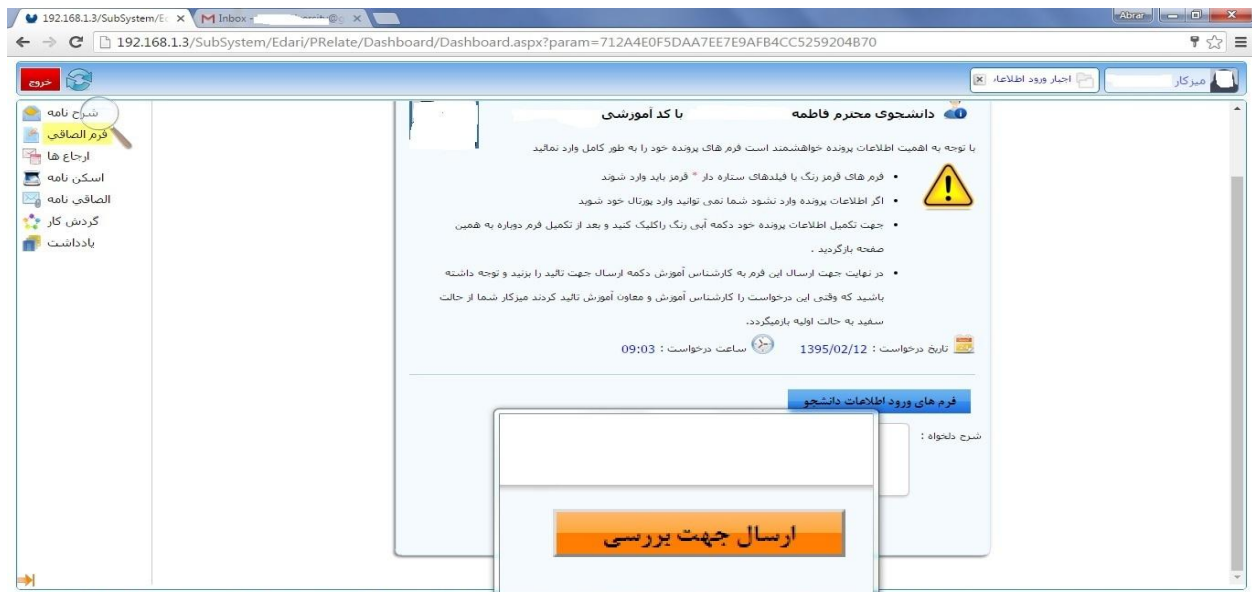 192.168.1.3/SubSystem/Ed
Inbox -
Abrar
192.168.1.3/SubSystem/Edari/PRelate/Dashboard/Dashboard.aspx?param=712A4E0F5DAA7EE7E9AFB4CC5259204B70
میزکار
اجبار ورود اطلاعات
خروج
شرح نامه
فرم الصاقی
ارجاع ها
اسکن نامه
الصاقی نامه
گردش کار
یادداشت
دانشجوی محترم فاطمه با کد آموزشی
با توجه به اهمیت اطلاعات پرونده خواهشمند است فرم های پرونده خود را به طور کامل وارد نمائید
فرم های قرمز رنگ یا فیلدهای ستاره دار * قرمز باید وارد شوند
اگر اطلاعات پرونده وارد نشود شما نمی توانید وارد پورتال خود شوید
جهت تکمیل اطلاعات پرونده خود دکمه آبی رنگ راکلیک کنید و بعد از تکمیل فرم دوباره به همین
صفحه بازگردید .
در نهایت جهت ارسال این فرم به کارشناس آموزش دکمه ارسال جهت تائید را بزنید و توجه داشته
باشید که وقتی این درخواست را کارشناس آموزش و معاون آموزش تائید کردند میزکار شما از حالت
سفید به حالت اولیه بازمیگردد.
تاریخ درخواست : 1395/02/12 ساعت درخواست : 09:03
فرم های ورود اطلاعات دانشجو
شرح دلخواه :
ارسال جهت بررسی